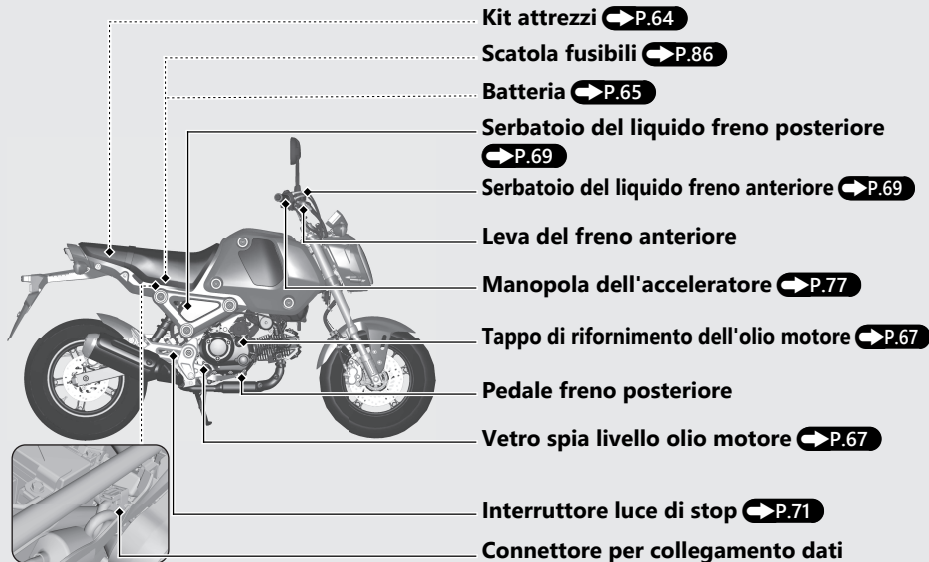 Kit attrezzi P.64
Scatola fusibili P.86
Batteria P.65
Serbatoio del liquido freno posteriore
P.69
Serbatoio del liquido freno anteriore P.69
Leva del freno anteriore
Manopola dell'acceleratore P.77
Tappo di rifornimento dell'olio motore P.67
Pedale freno posteriore
Vetro spia livello olio motore P.67
Interruttore luce di stop P.71
Connettore per collegamento dati